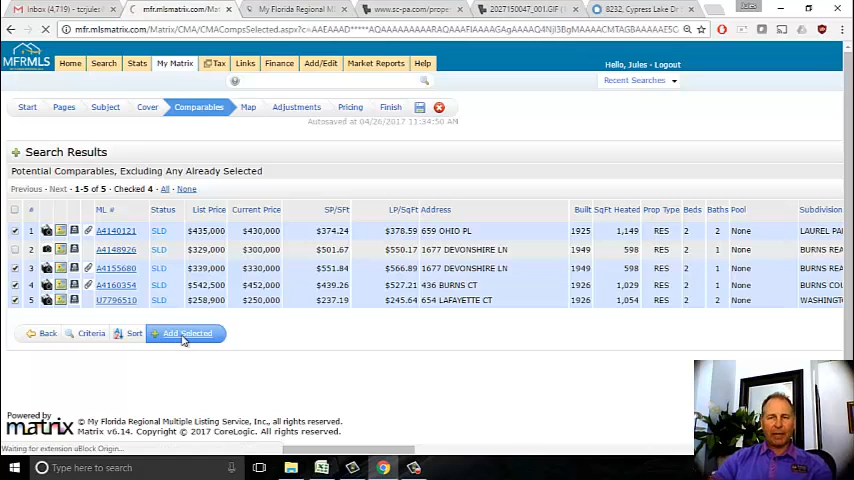 Inbox (4,719) - tcrjules
mfr.mlsmatrix.com/Mat
My Florida Regional M
www.sc-pa.com/prope
2027150047_001.GIF (
8232, Cypress Lake Dr
Jules
mfr.mlsmatrix.com/Matrix/CMA/CMACompsSelected.aspx?c=AAEAAAD*****AQAAAAAAAAARAQAAAFIAAAAGAgAAAAQ4NjI3BgMAAAACMTAGBAAAAAE5G
MFRMLS
Home Search Stats My Matrix Tax Links Finance Add/Edit Market Reports Help
Hello, Jules - Logout
Recent Searches
Start Pages Subject Cover Comparables Map Adjustments Pricing Finish
Autosaved at 04/26/2017 11:34:50 AM
Search Results
Potential Comparables, Excluding Any Already Selected
Previous · Next · 1-5 of 5 · Checked 4 · All · None
# ML # Status List Price Current Price SP/SFt LP/SqFt Address Built SqFt Heated Prop Type Beds Baths Pool Subdivision
1 A4140121 SLD $435,000 $430,000 $374.24 $378.59 659 OHIO PL 1925 1,149 RES 2 2 None LAUREL PA
2 A4148926 SLD $329,000 $300,000 $501.67 $550.17 1677 DEVONSHIRE LN 1949 598 RES 2 1 None BURNS REA
3 A4155680 SLD $339,000 $330,000 $551.84 $566.89 1677 DEVONSHIRE LN 1949 598 RES 2 1 None BURNS REA
4 A4160354 SLD $542,500 $452,000 $439.26 $527.21 436 BURNS CT 1926 1,029 RES 2 1 None BURNS CO
5 U7796510 SLD $258,900 $250,000 $237.19 $245.64 654 LAFAYETTE CT 1926 1,054 RES 2 2 None WASHINGT
Back Criteria Sort Add Selected
Powered by
matrix © My Florida Regional Multiple Listing Service, Inc., all rights reserved.
Matrix v6.14. Copyright © 2017 CoreLogic. All rights reserved.
Waiting for extension uBlock Origin...
Type here to search